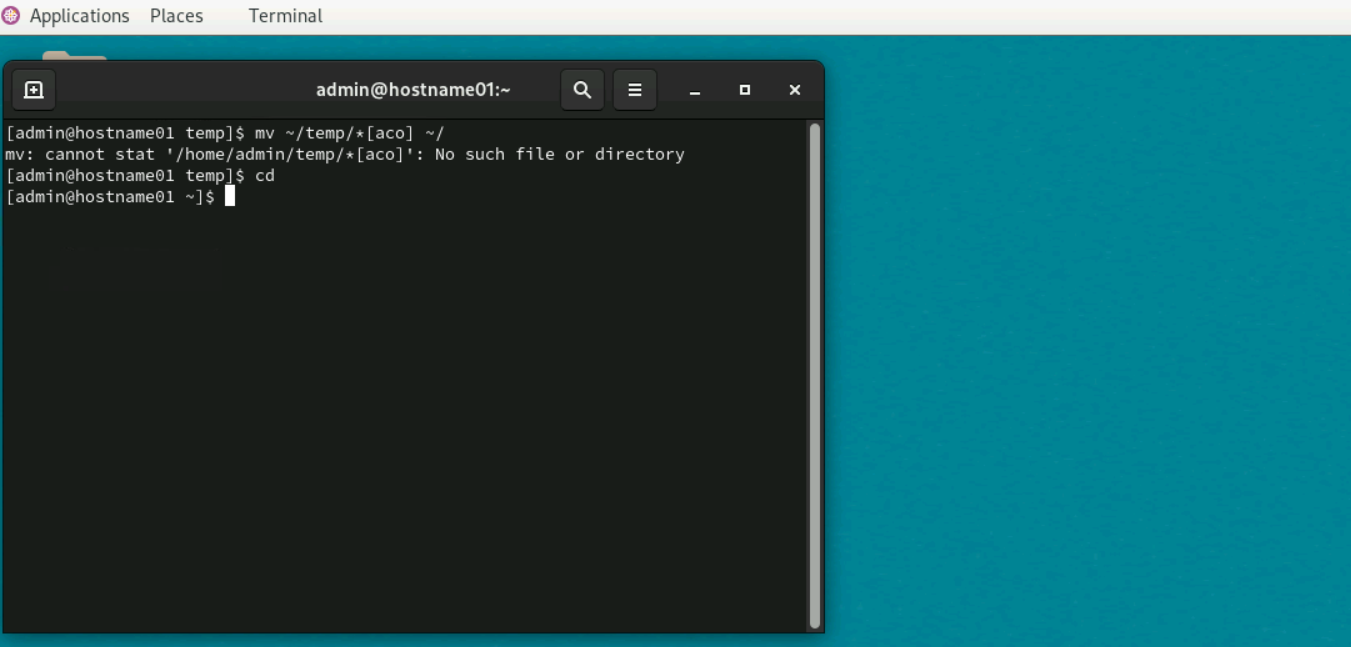 Applications Places Terminal
admin@hostname01:~
[admin@hostname01 temp]$ mv ~/temp/*[aco] ~/
mv: cannot stat '/home/admin/temp/*[aco]': No such file or directory
[admin@hostname01 temp]$ cd
[admin@hostname01 ~]$